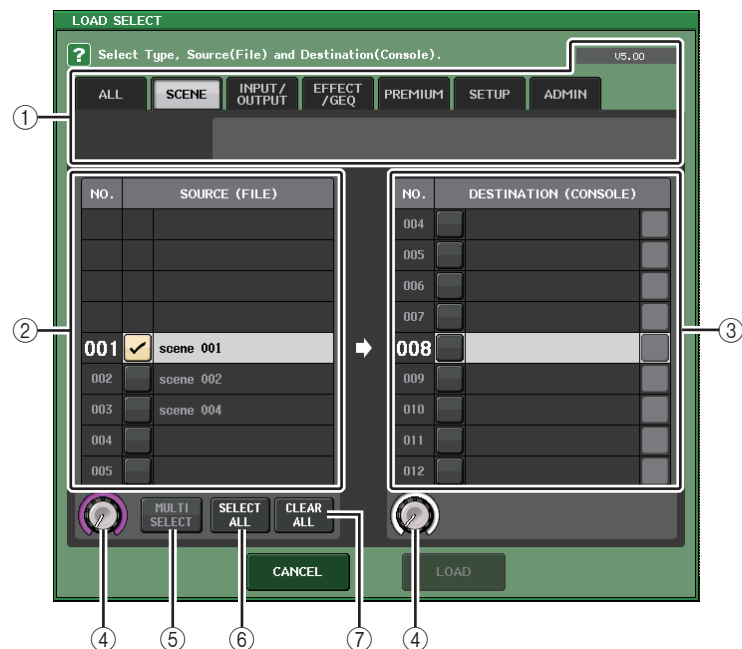 LOAD SELECT
? Select Type, Source(File) and Destination(Console).
V5.00
ALL SCENE INPUT/ OUTPUT EFFECT /GEQ PREMIUM SETUP ADMIN
①
NO. SOURCE (FILE)
001 scene 001
002 scene 002
003 scene 004
004
005
②
NO. DESTINATION (CONSOLE)
004
005
006
007
008
009
010
011
012
③
MULTI SELECT
SELECT ALL
CLEAR ALL
CANCEL LOAD
④ ⑤ ⑥ ⑦ ④